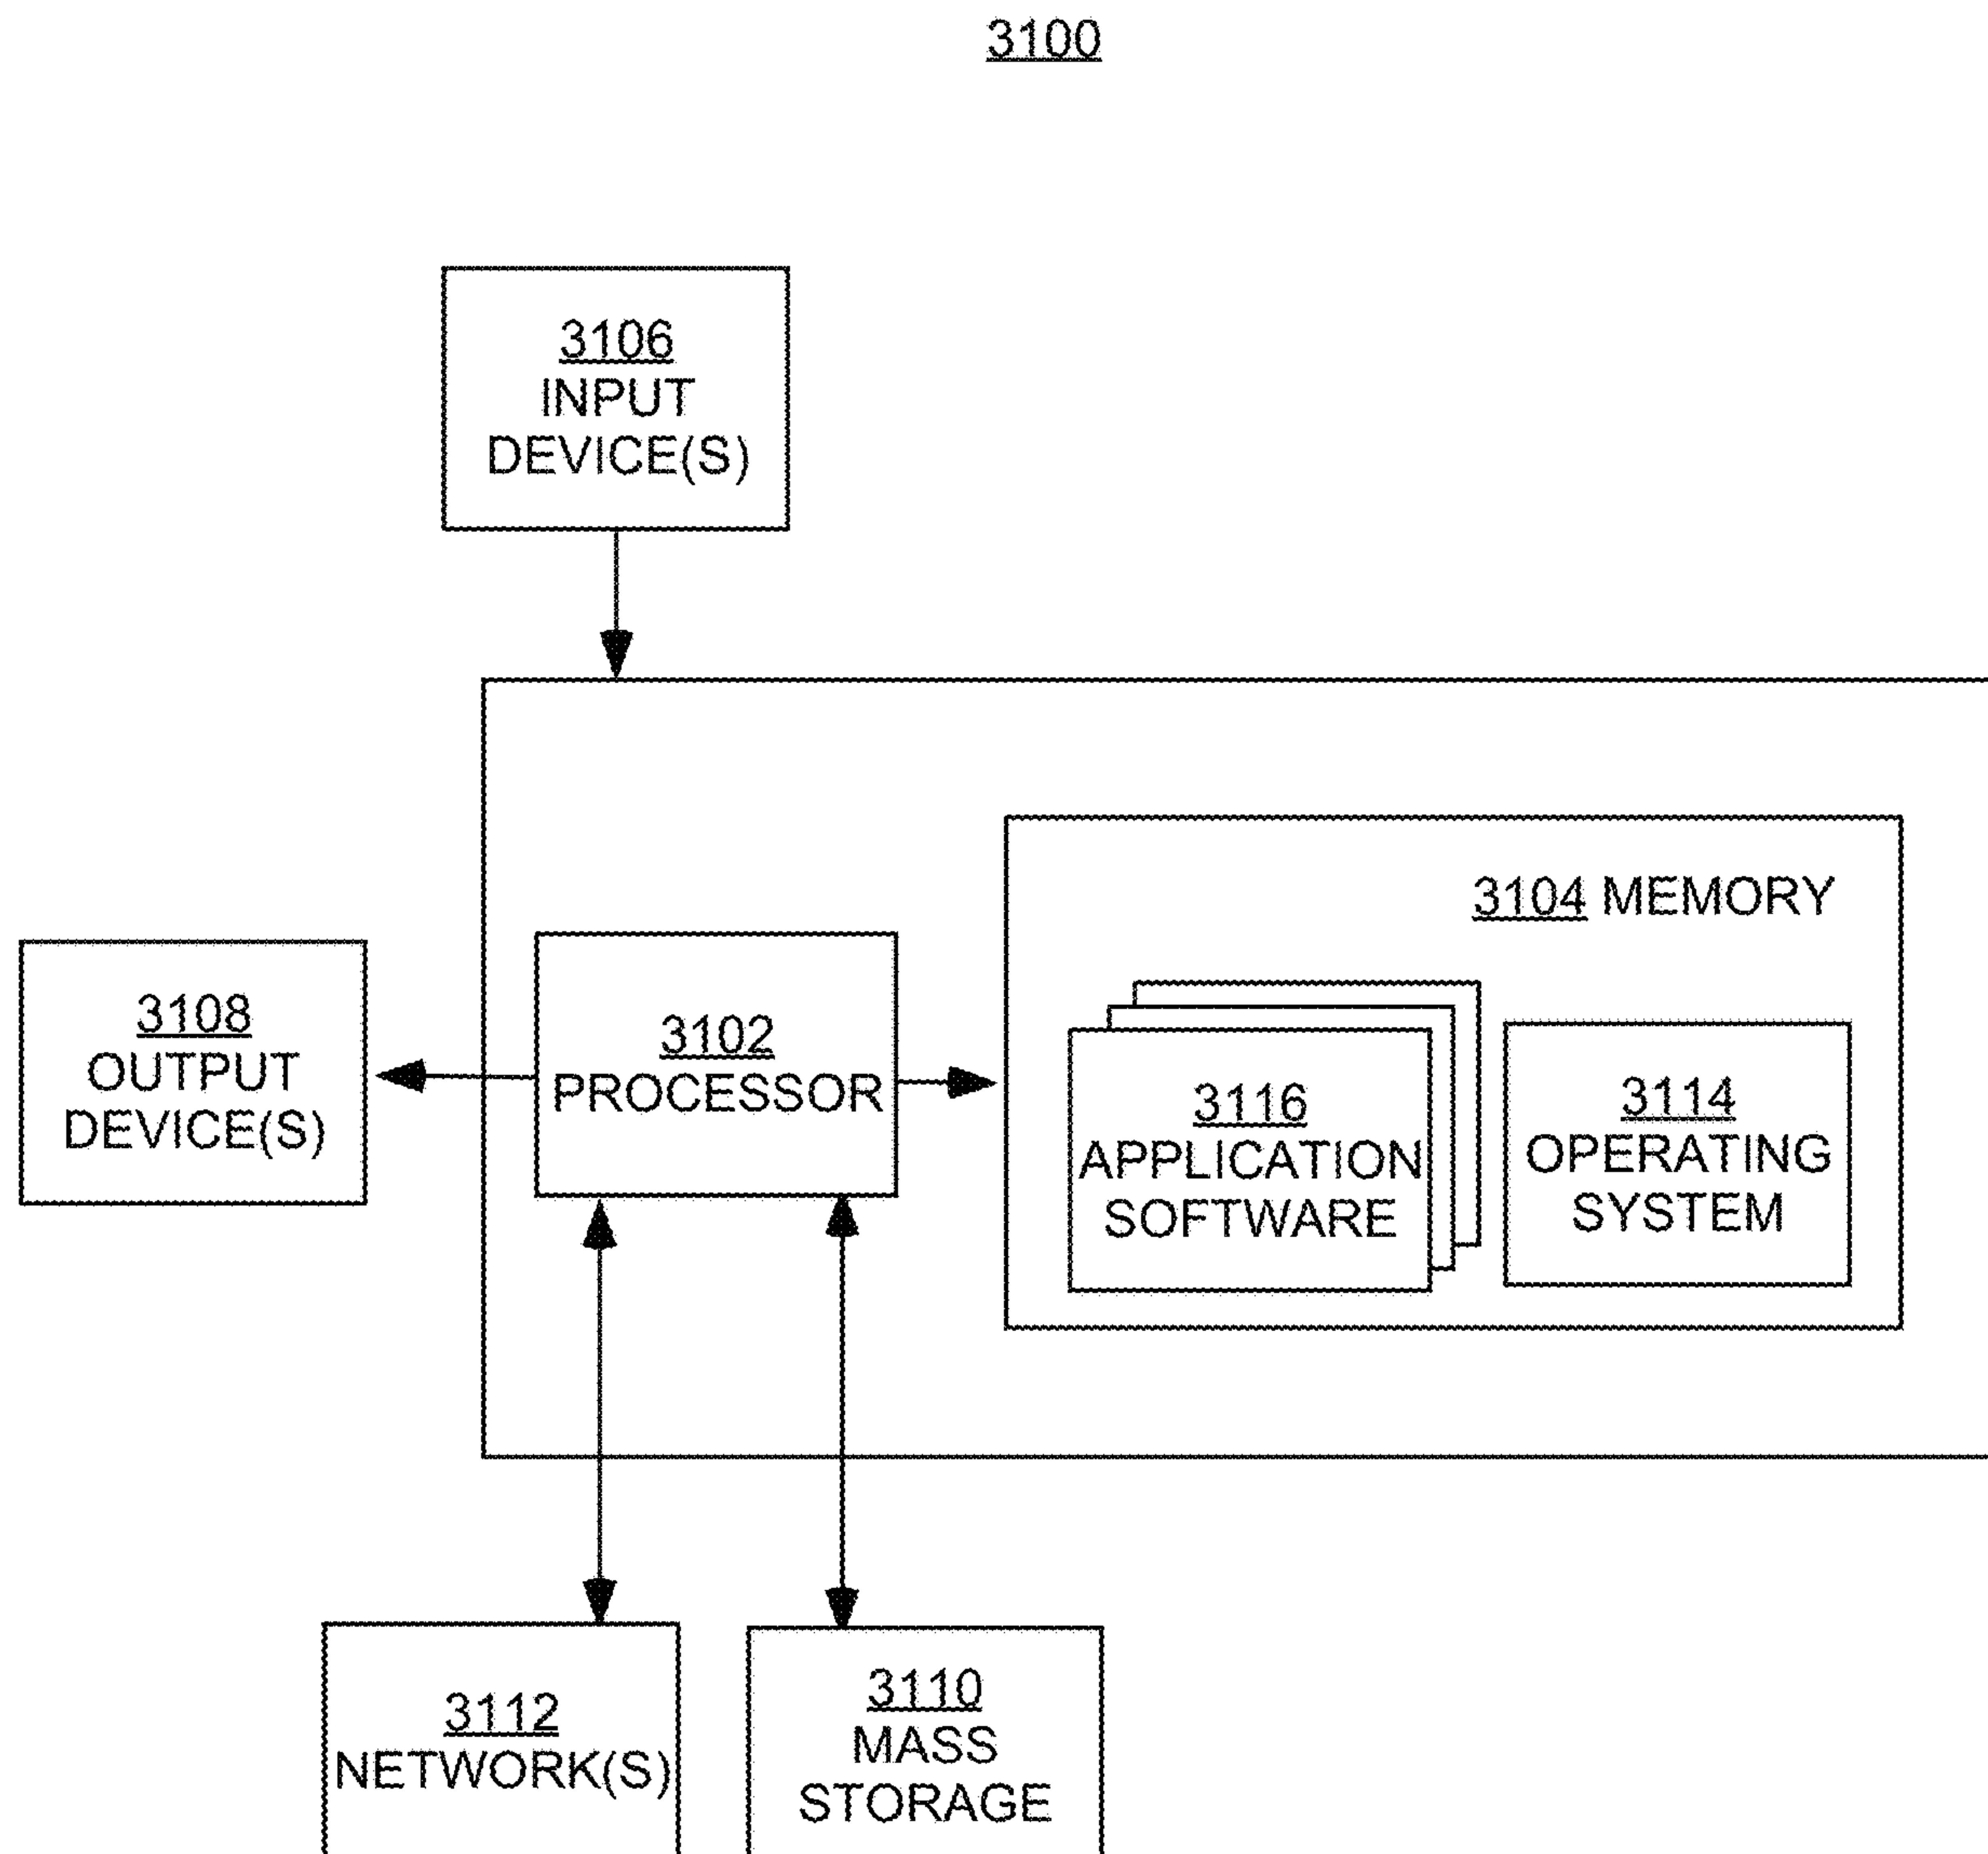 3100
3106
INPUT
DEVICE(S)
3104 MEMORY
3108
OUTPUT
DEVICE(S)
3102
PROCESSOR
3116
APPLICATION
SOFTWARE
3114
OPERATING
SYSTEM
3112
NETWORK(S)
3110
MASS
STORAGE